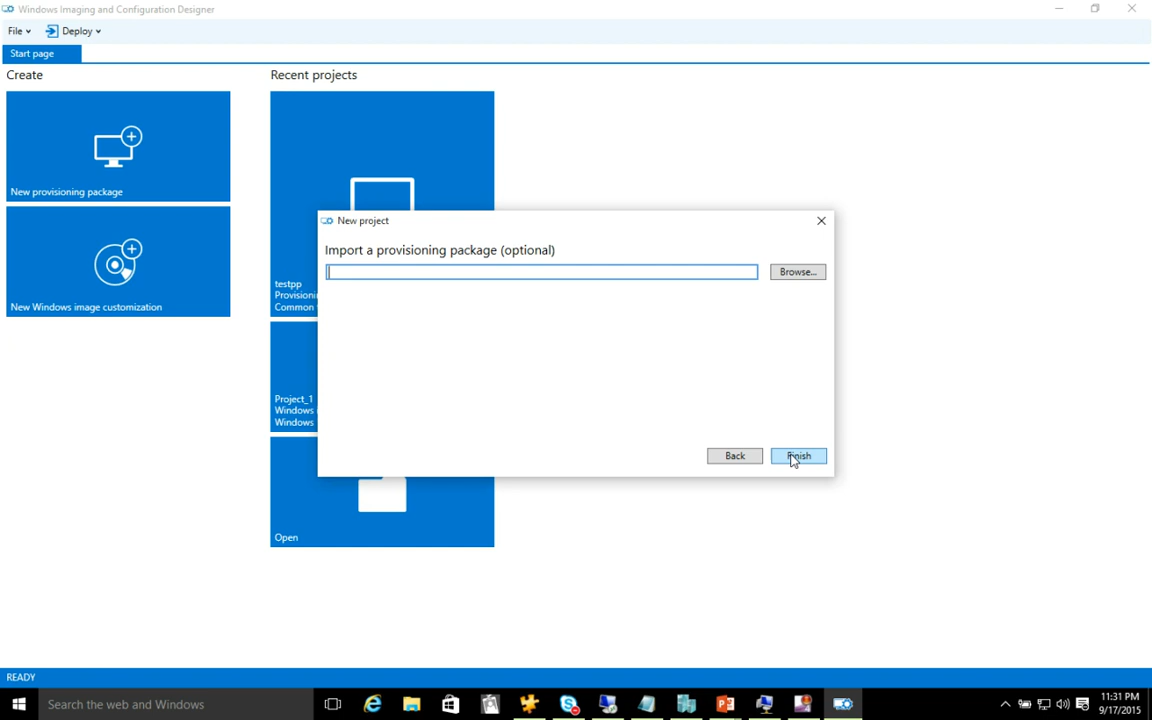 Windows Imaging and Configuration Designer
File
Deploy
Start page
Create
Recent projects
New provisioning package
New Windows image customization
testpp
Common
Project_1
Windows
Windows
Open
New project
Import a provisioning package (optional)
Browse...
Back
Finish
READY
Search the web and Windows
11:31 PM
9/17/2015